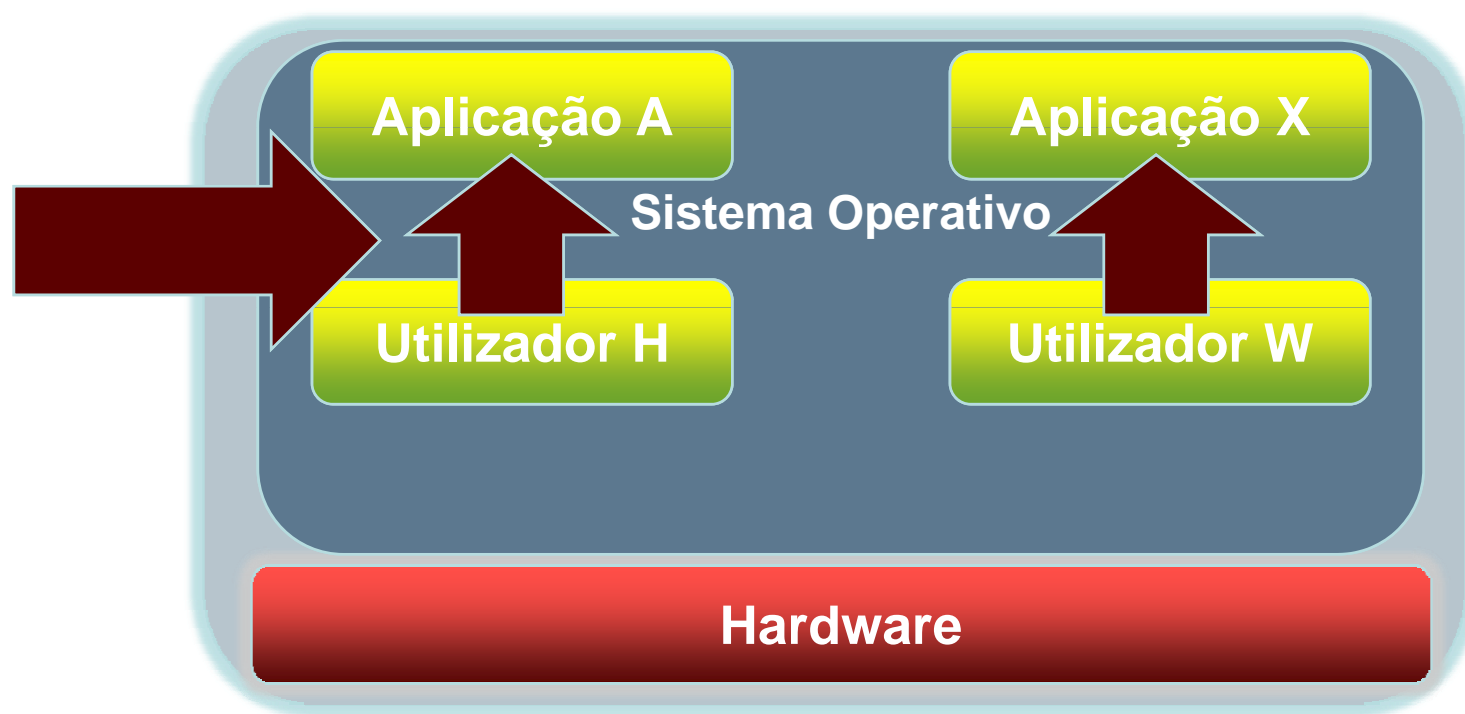 Aplicação A
Aplicação X
Sistema Operativo
Utilizador H
Utilizador W
Hardware